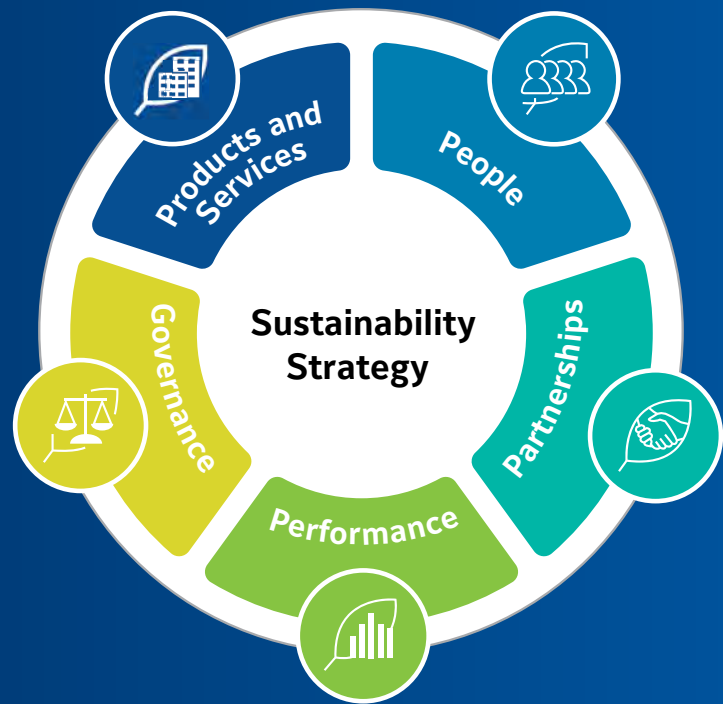 Products and
Services
People
Governance
Sustainability
Strategy
Partnerships
Performance